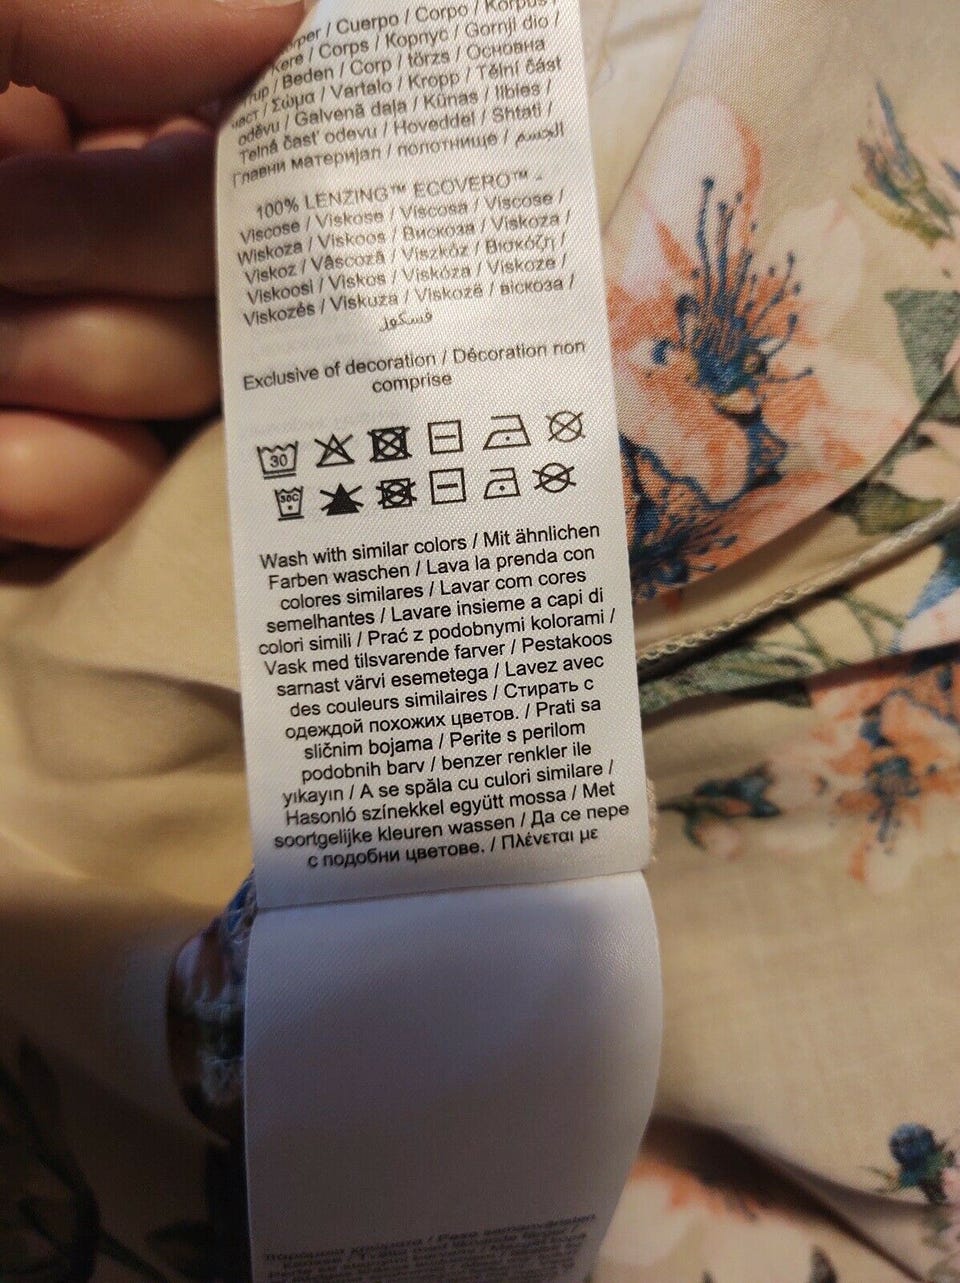 / Cuerpo / Corpo / Korpus
/ Corps / Корпус / Gornji dio /
/ Beden / Corp / törzs / Основна
част / Σώμα / Vartalo / Kropp / Tělní část
oděvu / Galvenā daļa / Kūnas / Ilbies /
Telná časť odevu / Hoveddel / Shtati /
Главни материјал / полотнище / الجسم
100% LENZING™ ECOVERO™ -
Viscose / Viskose / Viscosa / Viscose /
Wiskoza / Viskoos / Вискоза / Viskoza /
Viskoz / Vâscoză / Viszkóz / Βισκόζη /
Viskoosi / Viskos / Viskóza / Viskoze /
Viskozés / Viskuza / Viskozë / віскоза /
فسكوز
Exclusive of decoration / Décoration non
comprise
30
30C
Wash with similar colors / Mit ähnlichen
Farben waschen / Lava la prenda con
colores similares / Lavar com cores
semelhantes / Lavare insieme a capi di
colori simili / Prać z podobnymi kolorami /
Vask med tilsvarende farver / Pestakoos
sarnast värvi esemetega / Lavez avec
des couleurs similaires / Стирать с
одеждой похожих цветов. / Prati sa
sličnim bojama / Perite s perilom
podobnih barv / benzer renkler ile
yıkayın / A se spăla cu culori similare /
Hasonló színekkel együtt mossa / Met
soortgelijke kleuren wassen / Да се пере
с подобни цветове. / Πλένεται με